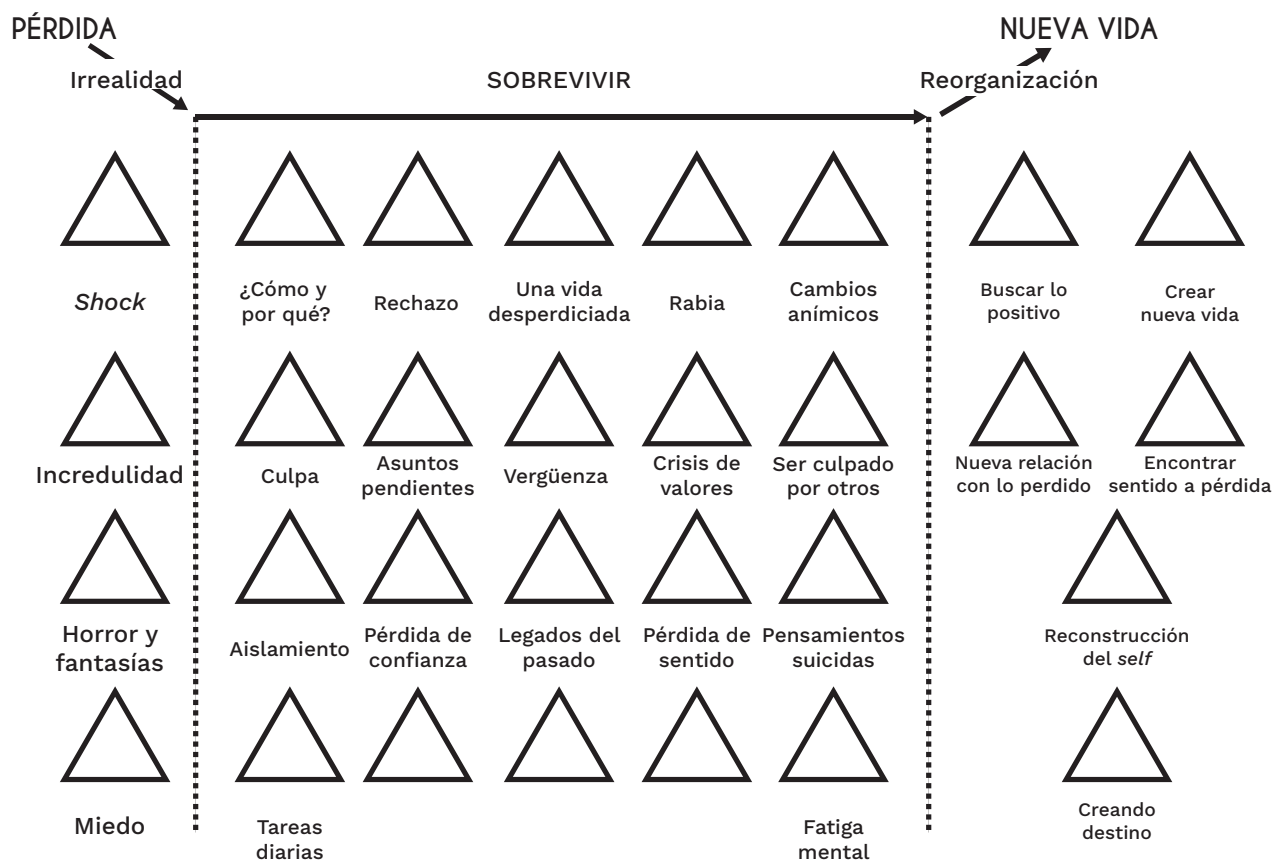 PÉRDIDA
NUEVA VIDA
Irrealidad
SOBREVIVIR
Reorganización
Shock
¿Cómo y
por qué?
Rechazo
Una vida
desperdiciada
Rabia
Cambios
anímicos
Buscar lo
positivo
Crear
nueva vida
Incredulidad
Culpa
Asuntos
pendientes
Vergüenza
Crisis de
valores
Ser culpado
por otros
Nueva relación
con lo perdido
Encontrar
sentido a pérdida
Horror y
fantasías
Aislamiento
Pérdida de
confianza
Legados del
pasado
Pérdida de
sentido
Pensamientos
suicidas
Reconstrucción
del self
Miedo
Tareas
diarias
Fatiga
mental
Creando
destino